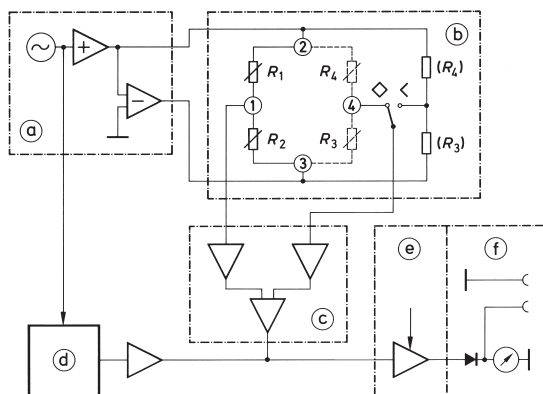 ~
+
−
a
b
2
R₁
R₄
(R₄)
1
4
R₂
R₃
(R₃)
3
c
e
f
d